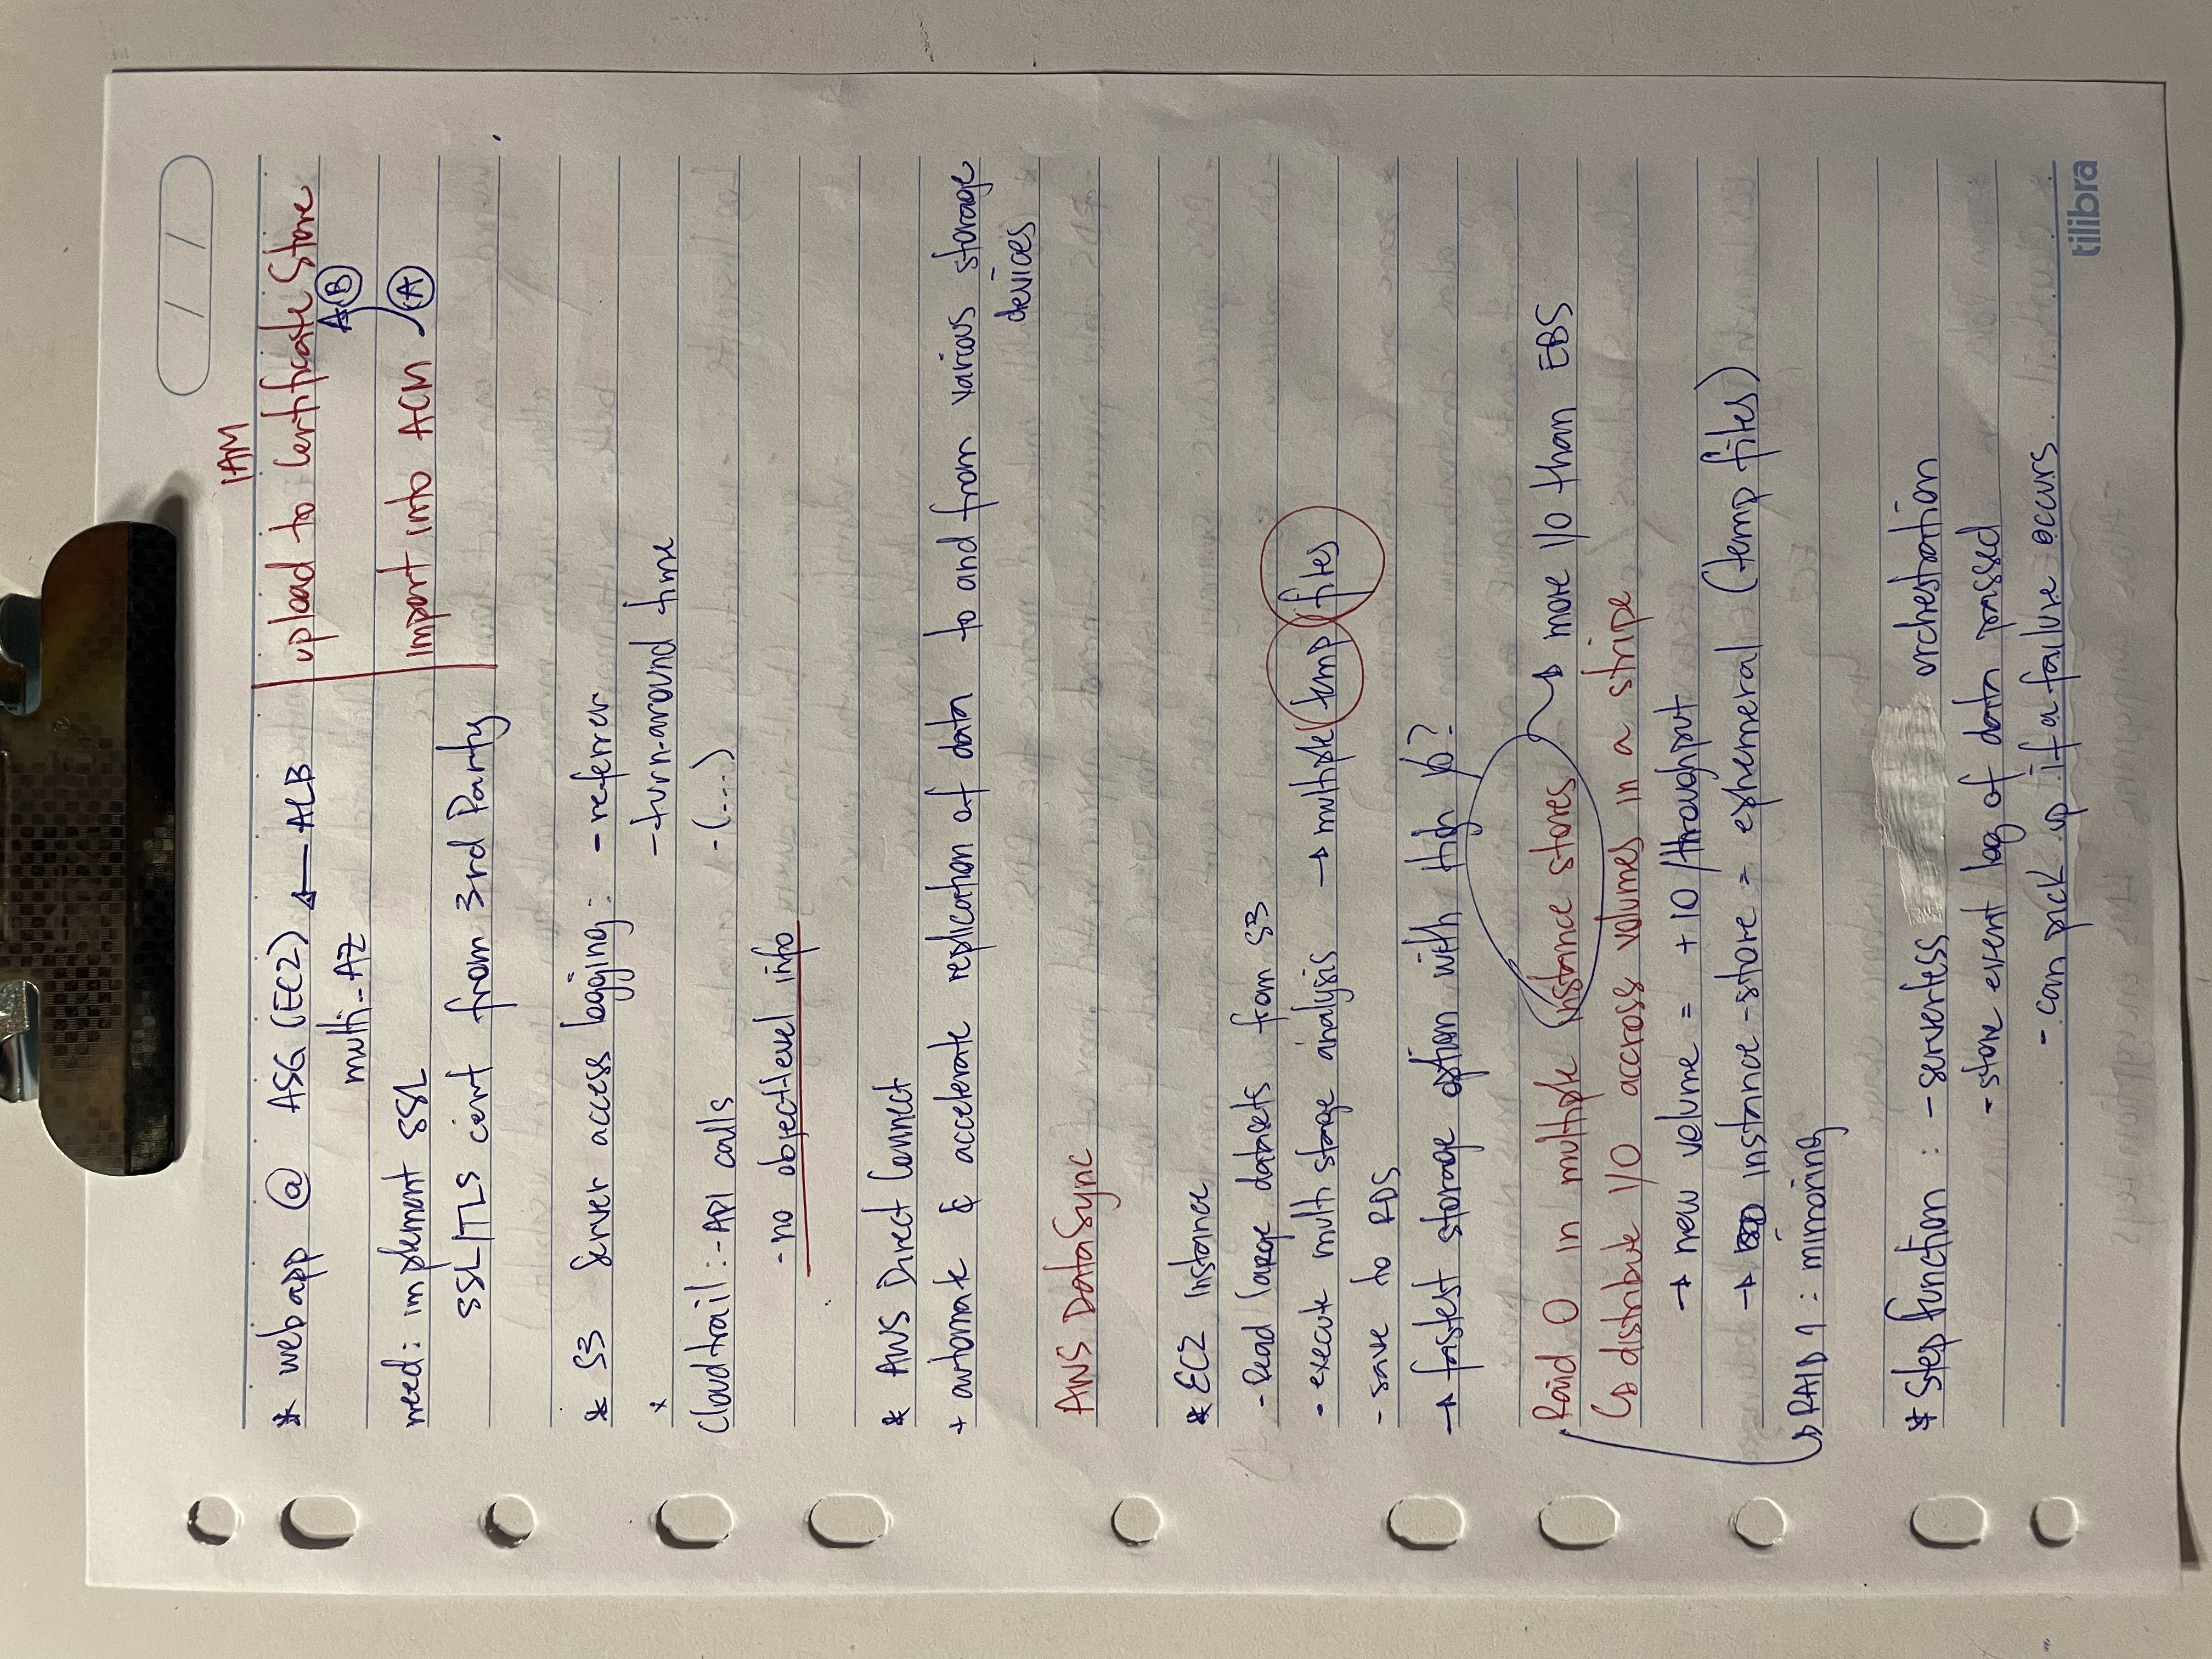 IAM
* webapp @ ASG (EC2) ← ALB
upload to Certificate Store
multi-AZ
A B
need: implement SSL
import into ACM A
SSL/TLS cert from 3rd Party
* S3 Server access logging: - referrer
x - turn-around time
Cloudtrail: - API calls - (...)
- no object-level info
* AWS Direct Connect
+ automate & accelerate replication of data to and from various storage
devices
AWS DataSync
* EC2 instance
- Read large datasets from S3
- execute multi stage analysis → multiple temp files
- save to RDS
→ fastest storage option with High I/O?
Raid 0 in multiple instance stores → more I/O than EBS
↳ distribute I/O accross volumes in a stripe
→ new volume = + IO/throughput
→ instance-store = ephemeral (temp files)
↳ RAID 1: mirroring
* Step function: - serverless orchestration
- store event log of data passed
- can pick up if a failure occurs
tilibra